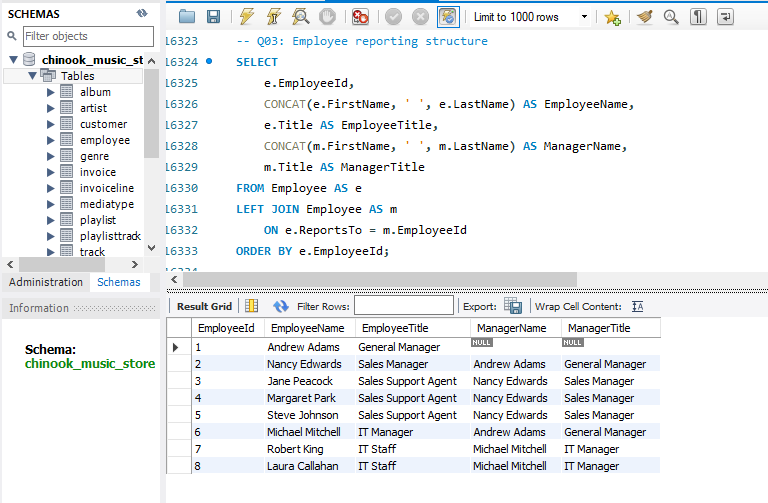 SCHEMAS
Filter objects
chinook_music_st
Tables
album
artist
customer
employee
genre
invoice
invoiceline
mediatype
playlist
playlisttrack
track
Administration Schemas
Information
Schema:
chinook_music_store
Limit to 1000 rows
16323 -- Q03: Employee reporting structure
16324 SELECT
16325 e.EmployeeId,
16326 CONCAT(e.FirstName, ' ', e.LastName) AS EmployeeName,
16327 e.Title AS EmployeeTitle,
16328 CONCAT(m.FirstName, ' ', m.LastName) AS ManagerName,
16329 m.Title AS ManagerTitle
16330 FROM Employee AS e
16331 LEFT JOIN Employee AS m
16332 ON e.ReportsTo = m.EmployeeId
16333 ORDER BY e.EmployeeId;
Result Grid Filter Rows: Export: Wrap Cell Content:
EmployeeId EmployeeName EmployeeTitle ManagerName ManagerTitle
1 Andrew Adams General Manager NULL NULL
2 Nancy Edwards Sales Manager Andrew Adams General Manager
3 Jane Peacock Sales Support Agent Nancy Edwards Sales Manager
4 Margaret Park Sales Support Agent Nancy Edwards Sales Manager
5 Steve Johnson Sales Support Agent Nancy Edwards Sales Manager
6 Michael Mitchell IT Manager Andrew Adams General Manager
7 Robert King IT Staff Michael Mitchell IT Manager
8 Laura Callahan IT Staff Michael Mitchell IT Manager